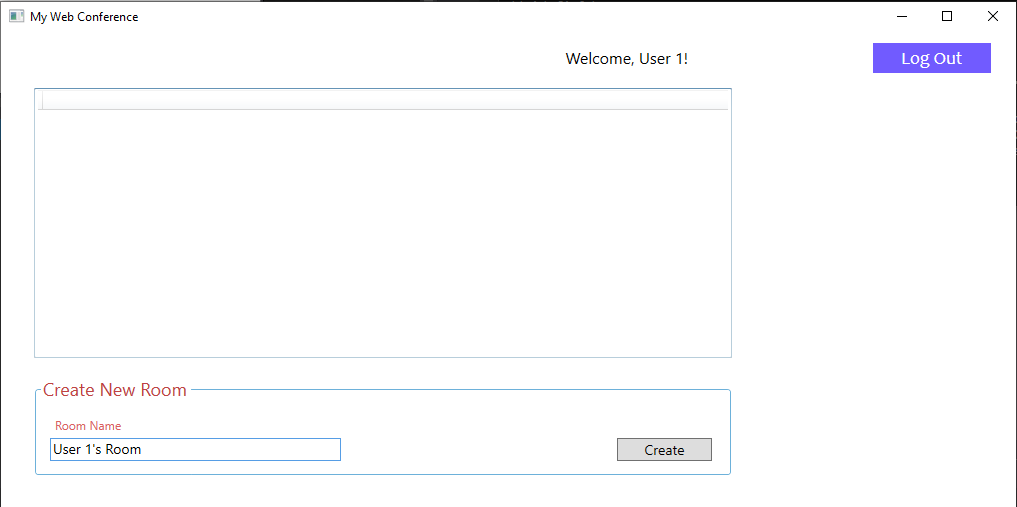 My Web Conference
Welcome, User 1!
Log Out
Create New Room
Room Name
User 1's Room
Create